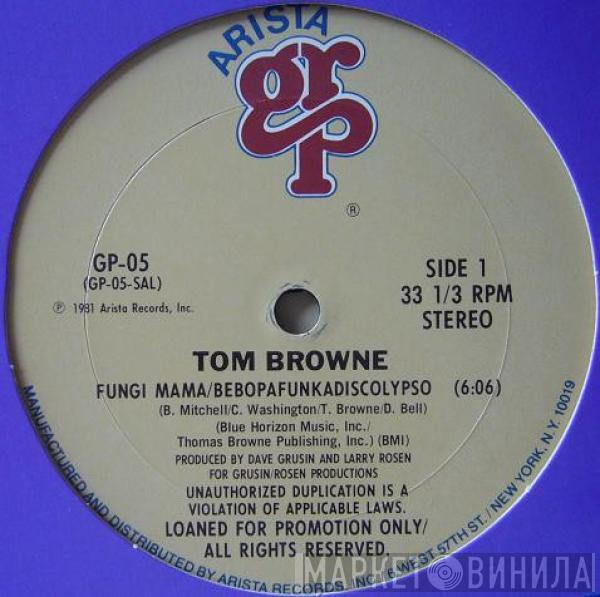 ARISTA
grp
®
GP-05
(GP-05-SAL)
℗ 1981 Arista Records, Inc.
SIDE 1
33 1/3 RPM
STEREO
TOM BROWNE
FUNGI MAMA/BEBOPAFUNKADISCOLYPSO (6:06)
(B. Mitchell/C. Washington/T. Browne/D. Bell)
(Blue Horizon Music, Inc./
Thomas Browne Publishing, Inc.) (BMI)
PRODUCED BY DAVE GRUSIN AND LARRY ROSEN
FOR GRUSIN/ROSEN PRODUCTIONS
UNAUTHORIZED DUPLICATION IS A
VIOLATION OF APPLICABLE LAWS.
LOANED FOR PROMOTION ONLY/
ALL RIGHTS RESERVED.
MANUFACTURED AND DISTRIBUTED BY ARISTA RECORDS, INC./ 6 WEST 57TH ST./ NEW YORK, N.Y. 10019
МАРКЕТ ВИНИЛА